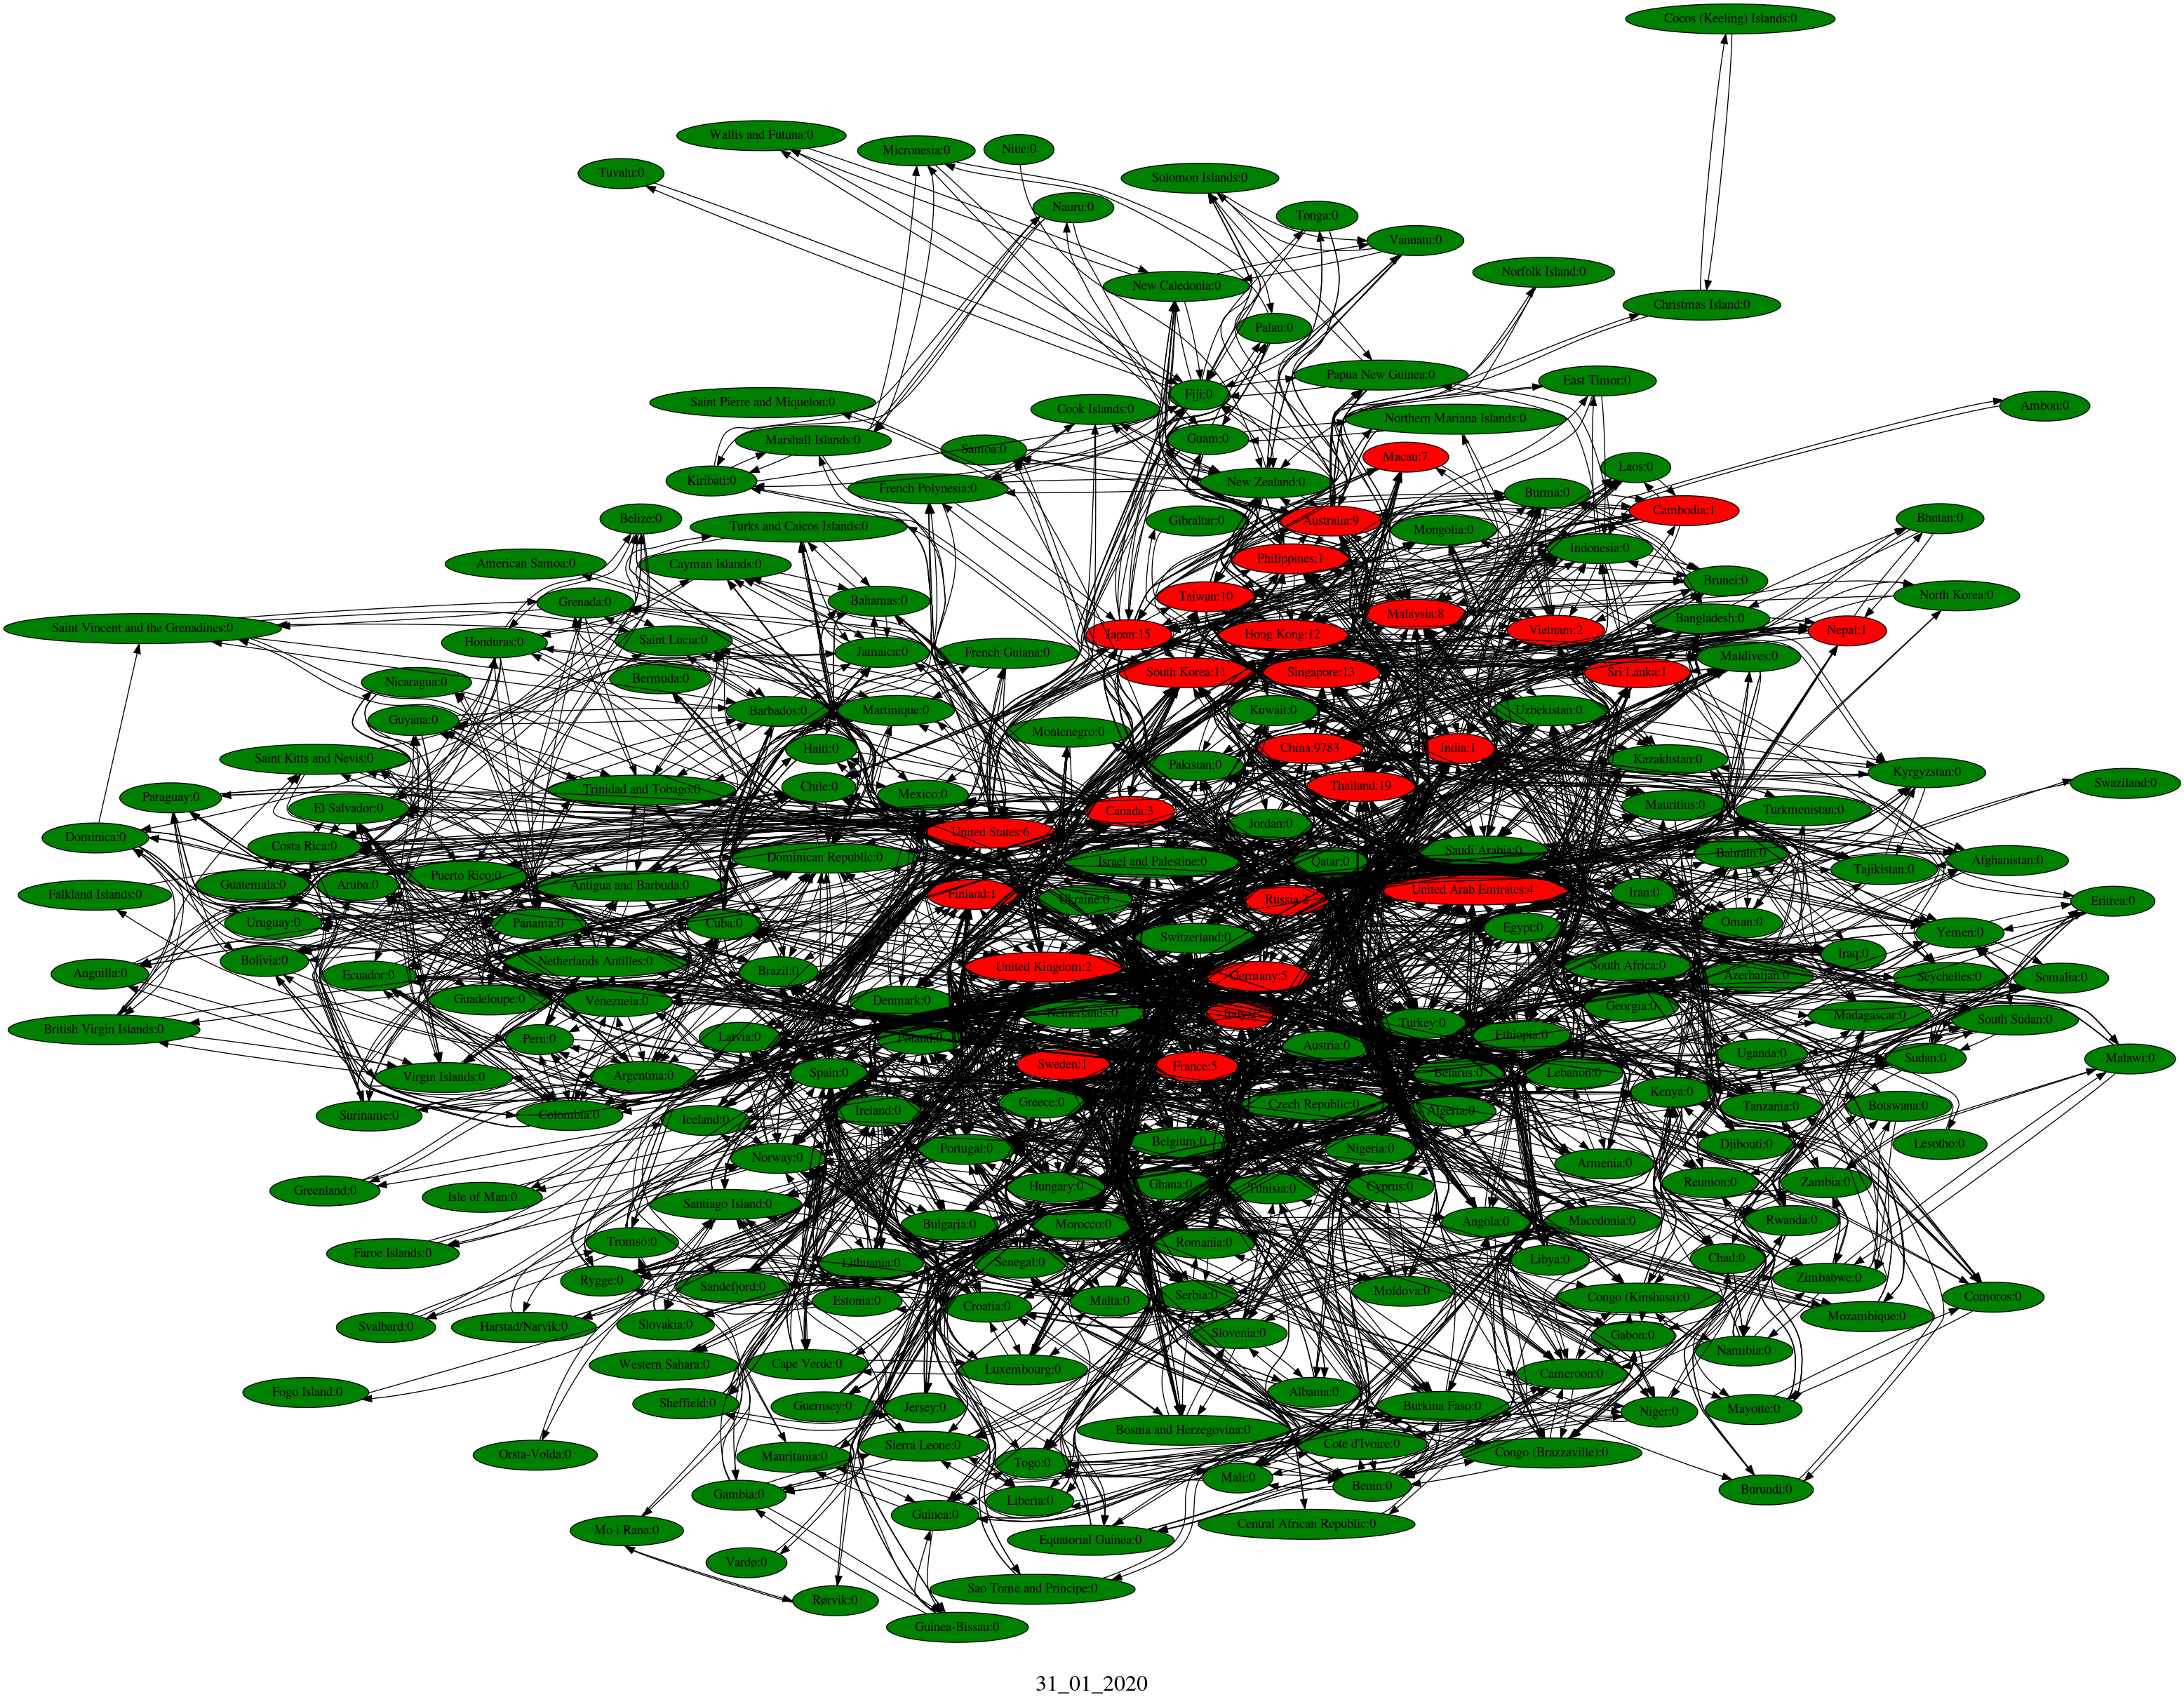 Cocos (Keeling) Islands:0
Wallis and Futuna:0
Micronesia:0
Niue:0
Tuvalu:0
Solomon Islands:0
Nauru:0
Tonga:0
Vanuatu:0
Norfolk Island:0
New Caledonia:0
Christmas Island:0
Palau:0
Papua New Guinea:0
East Timor:0
Fiji:0
Saint Pierre and Miquelon:0
Cook Islands:0
Ambon:0
Northern Mariana Islands:0
Marshall Islands:0
Guam:0
Samoa:0
Macau:7
Laos:0
Kiribati:0
French Polynesia:0
New Zealand:0
Burma:0
Cambodia:1
Belize:0
Turks and Caicos Islands:0
Gibraltar:0
Australia:9
Mongolia:0
Bhutan:0
Indonesia:0
American Samoa:0
Cayman Islands:0
Philippines:1
Brunei:0
Grenada:0
Bahamas:0
Taiwan:10
North Korea:0
Saint Vincent and the Grenadines:0
Honduras:0
Saint Lucia:0
Japan:15
Hong Kong:12
Malaysia:8
Vietnam:2
Bangladesh:0
Nepal:1
Jamaica:0
French Guiana:0
Maldives:0
Nicaragua:0
Bermuda:0
South Korea:11
Singapore:13
Sri Lanka:1
Guyana:0
Barbados:0
Martinique:0
Kuwait:0
Uzbekistan:0
Montenegro:0
Saint Kitts and Nevis:0
Haiti:0
China:9783
India:1
Pakistan:0
Kazakhstan:0
Kyrgyzstan:0
Swaziland:0
Paraguay:0
Trinidad and Tobago:0
Chile:0
Mexico:0
Thailand:19
El Salvador:0
Canada:3
Mauritius:0
Turkmenistan:0
Dominica:0
Costa Rica:0
United States:6
Jordan:0
Dominican Republic:0
Israel and Palestine:0
Qatar:0
Saudi Arabia:0
Bahrain:0
Tajikistan:0
Afghanistan:0
Falkland Islands:0
Guatemala:0
Aruba:0
Puerto Rico:0
Antigua and Barbuda:0
Finland:1
Ukraine:0
Russia:2
United Arab Emirates:4
Iran:0
Eritrea:0
Uruguay:0
Panama:0
Cuba:0
Switzerland:0
Egypt:0
Oman:0
Yemen:0
Anguilla:0
Bolivia:0
Ecuador:0
Netherlands Antilles:0
Brazil:0
United Kingdom:2
Germany:5
South Africa:0
Azerbaijan:0
Iraq:0
Seychelles:0
Somalia:0
Guadeloupe:0
Venezuela:0
Denmark:0
Netherlands:0
Georgia:0
Madagascar:0
South Sudan:0
British Virgin Islands:0
Peru:0
Latvia:0
Poland:0
Austria:0
Turkey:0
Ethiopia:0
Uganda:0
Sudan:0
Malawi:0
Virgin Islands:0
Argentina:0
Spain:0
Sweden:1
France:5
Belarus:0
Lebanon:0
Kenya:0
Suriname:0
Colombia:0
Iceland:0
Ireland:0
Greece:0
Czech Republic:0
Algeria:0
Tanzania:0
Botswana:0
Norway:0
Portugal:0
Belgium:0
Nigeria:0
Armenia:0
Djibouti:0
Lesotho:0
Greenland:0
Isle of Man:0
Santiago Island:0
Hungary:0
Ghana:0
Tunisia:0
Cyprus:0
Reunion:0
Zambia:0
Faroe Islands:0
Tromso:0
Bulgaria:0
Morocco:0
Romania:0
Angola:0
Macedonia:0
Rwanda:0
Rygge:0
Sandefjord:0
Lithuania:0
Senegal:0
Libya:0
Chad:0
Zimbabwe:0
Svalbard:0
Harstad/Narvik:0
Slovakia:0
Estonia:0
Croatia:0
Malta:0
Serbia:0
Moldova:0
Congo (Kinshasa):0
Comoros:0
Mozambique:0
Slovenia:0
Gabon:0
Namibia:0
Western Sahara:0
Cape Verde:0
Luxembourg:0
Cameroon:0
Fogo Island:0
Sheffield:0
Guernsey:0
Jersey:0
Albania:0
Burkina Faso:0
Niger:0
Mayotte:0
Bosnia and Herzegovina:0
Orsta-Volda:0
Mauritania:0
Sierra Leone:0
Togo:0
Cote d'Ivoire:0
Congo (Brazzaville):0
Mali:0
Benin:0
Burundi:0
Gambia:0
Liberia:0
Guinea:0
Mo i Rana:0
Equatorial Guinea:0
Central African Republic:0
Vardø:0
Rørvik:0
Sao Tome and Principe:0
Guinea-Bissau:0
31_01_2020